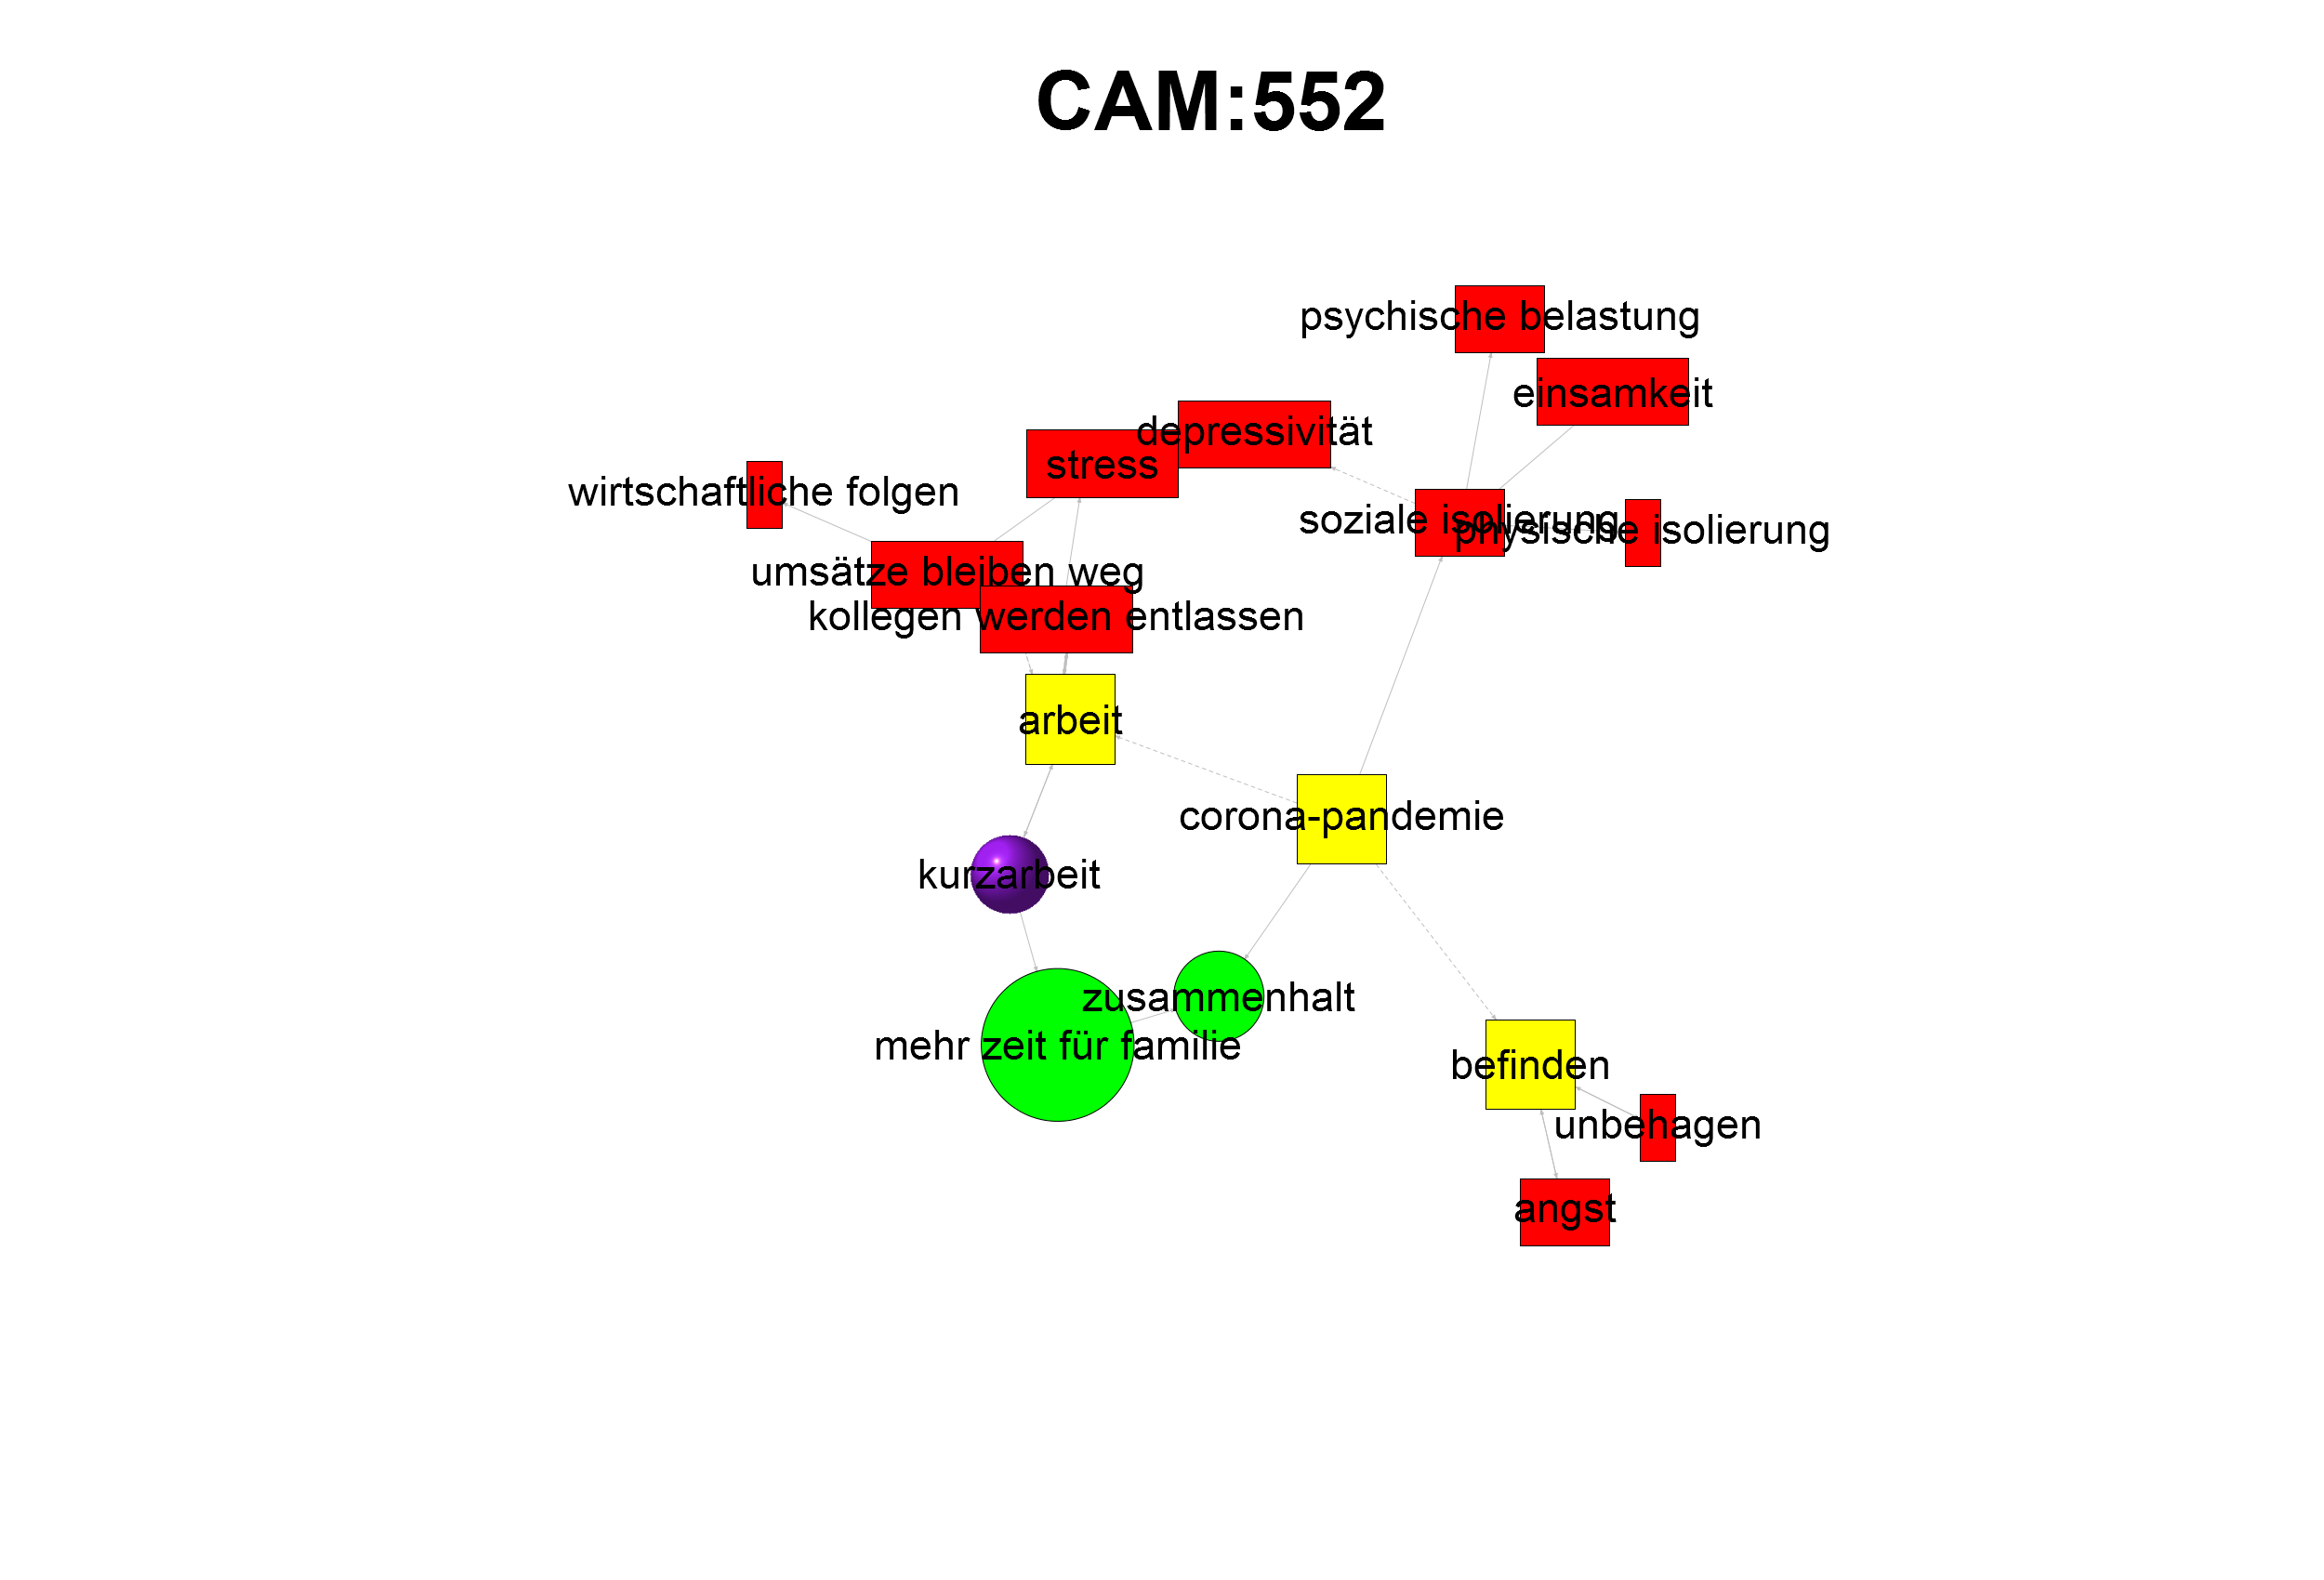 CAM:552
psychische belastung
einsamkeit
depressivität
stress
wirtschaftliche folgen
soziale isolierung
physische isolierung
umsätze bleiben weg
kollegen werden entlassen
arbeit
corona-pandemie
kurzarbeit
zusammenhalt
mehr zeit für familie
befinden
unbehagen
angst